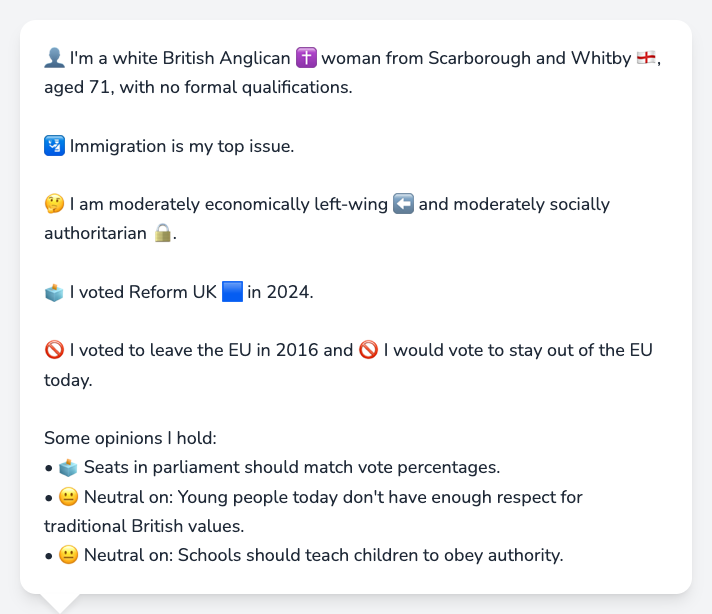 👤 I'm a white British Anglican ✝️ woman from Scarborough and Whitby 🏴󠁧󠁢󠁥󠁮󠁧󠁿,
aged 71, with no formal qualifications.
🛂 Immigration is my top issue.
🤔 I am moderately economically left-wing ⬅️ and moderately socially
authoritarian 🔒.
🗳️ I voted Reform UK 🟦 in 2024.
🚫 I voted to leave the EU in 2016 and 🚫 I would vote to stay out of the EU
today.
Some opinions I hold:
• 🗳️ Seats in parliament should match vote percentages.
• 😐 Neutral on: Young people today don't have enough respect for
traditional British values.
• 😐 Neutral on: Schools should teach children to obey authority.